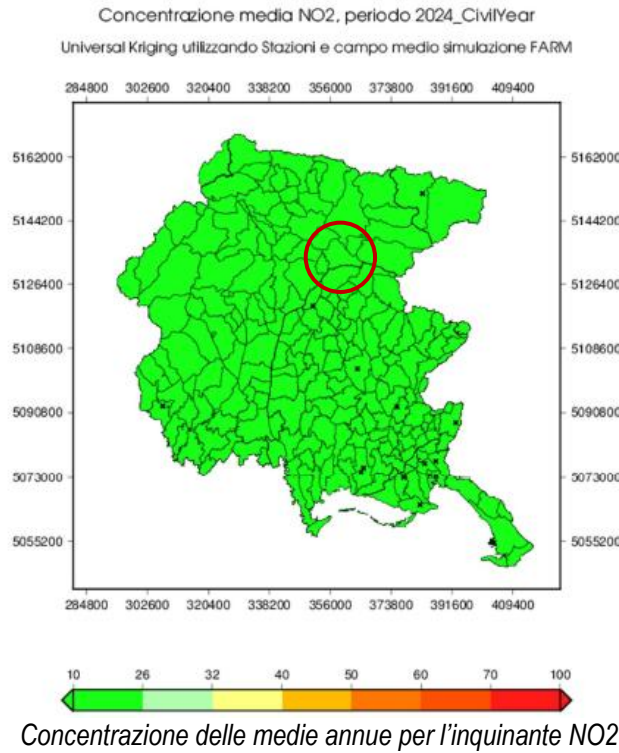 Concentrazione media NO2, periodo 2024_CivilYear
Universal Kriging utilizzando Stazioni e campo medio simulazione FARM
284800 302600 320400 338200 356000 373800 391600 409400
5162000 5162000
5144200 5144200
5126400 5126400
5108600 5108600
5090800 5090800
5073000 5073000
5055200 5055200
284800 302600 320400 338200 356000 373800 391600 409400
10 26 32 40 50 60 70 100
Concentrazione delle medie annue per l'inquinante NO2